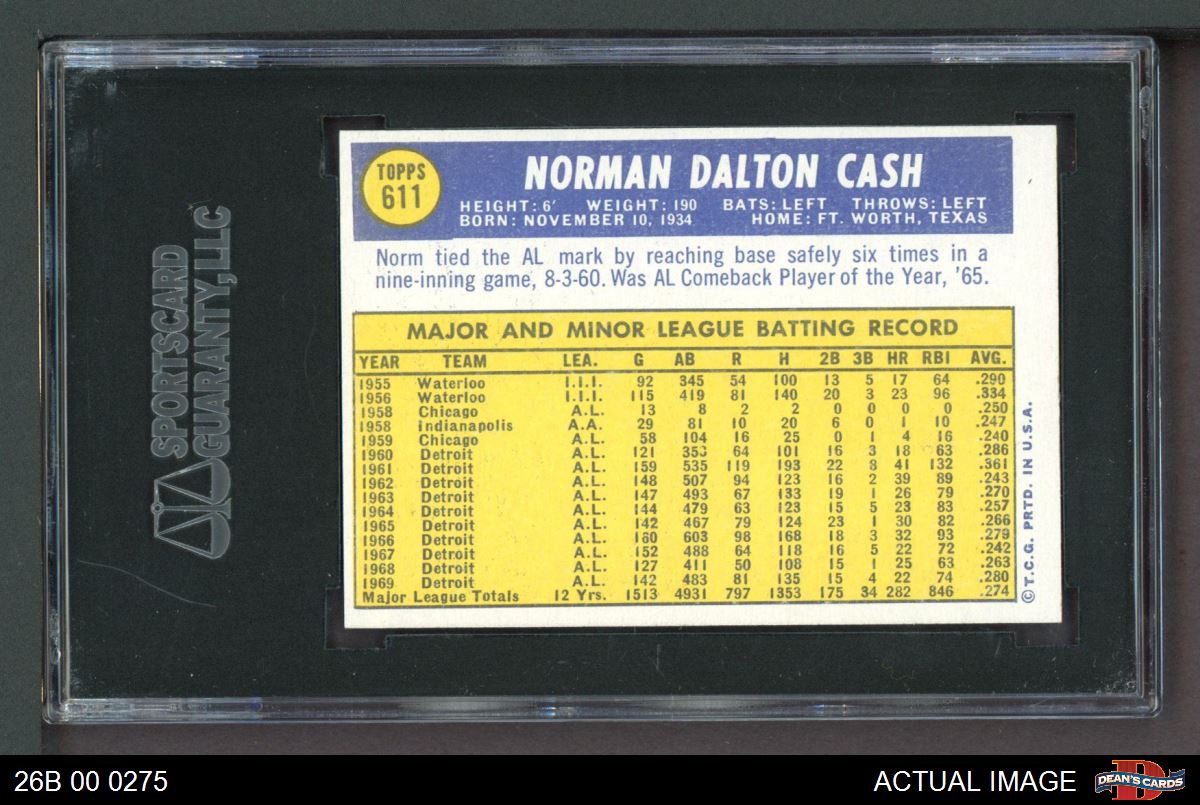 SPORTSCARD
GUARANTY,LLC
TOPPS
611
NORMAN DALTON CASH
HEIGHT: 6' WEIGHT: 190 BATS: LEFT THROWS: LEFT
BORN: NOVEMBER 10, 1934 HOME: FT. WORTH, TEXAS
Norm tied the AL mark by reaching base safely six times in a
nine-inning game, 8-3-60. Was AL Comeback Player of the Year, '65.
MAJOR AND MINOR LEAGUE BATTING RECORD
YEAR TEAM LEA. G AB R H 2B 3B HR RBI AVG.
1955 Waterloo I.I.I. 92 345 54 100 13 5 17 64 .290
1956 Waterloo I.I.I. 115 419 81 140 20 3 23 96 .334
1958 Chicago A.L. 13 8 2 2 0 0 0 0 .250
1958 Indianapolis A.A. 29 81 10 20 6 0 1 10 .247
1959 Chicago A.L. 58 104 16 25 0 1 4 16 .240
1960 Detroit A.L. 121 353 64 101 16 3 18 63 .286
1961 Detroit A.L. 159 535 119 193 22 8 41 132 .361
1962 Detroit A.L. 148 507 94 123 16 2 39 89 .243
1963 Detroit A.L. 147 493 67 133 19 1 26 79 .270
1964 Detroit A.L. 144 479 63 123 15 5 23 83 .257
1965 Detroit A.L. 142 467 79 124 23 1 30 82 .266
1966 Detroit A.L. 160 603 98 168 18 3 32 93 .279
1967 Detroit A.L. 152 488 64 118 16 5 22 72 .242
1968 Detroit A.L. 127 411 50 108 15 1 25 63 .263
1969 Detroit A.L. 142 483 81 135 15 4 22 74 .280
Major League Totals 12 Yrs. 1513 4931 797 1353 175 34 282 846 .274
© T.C.G. PRTD. IN U.S.A.
26B 00 0275
ACTUAL IMAGE
D
DEAN'S CARDS